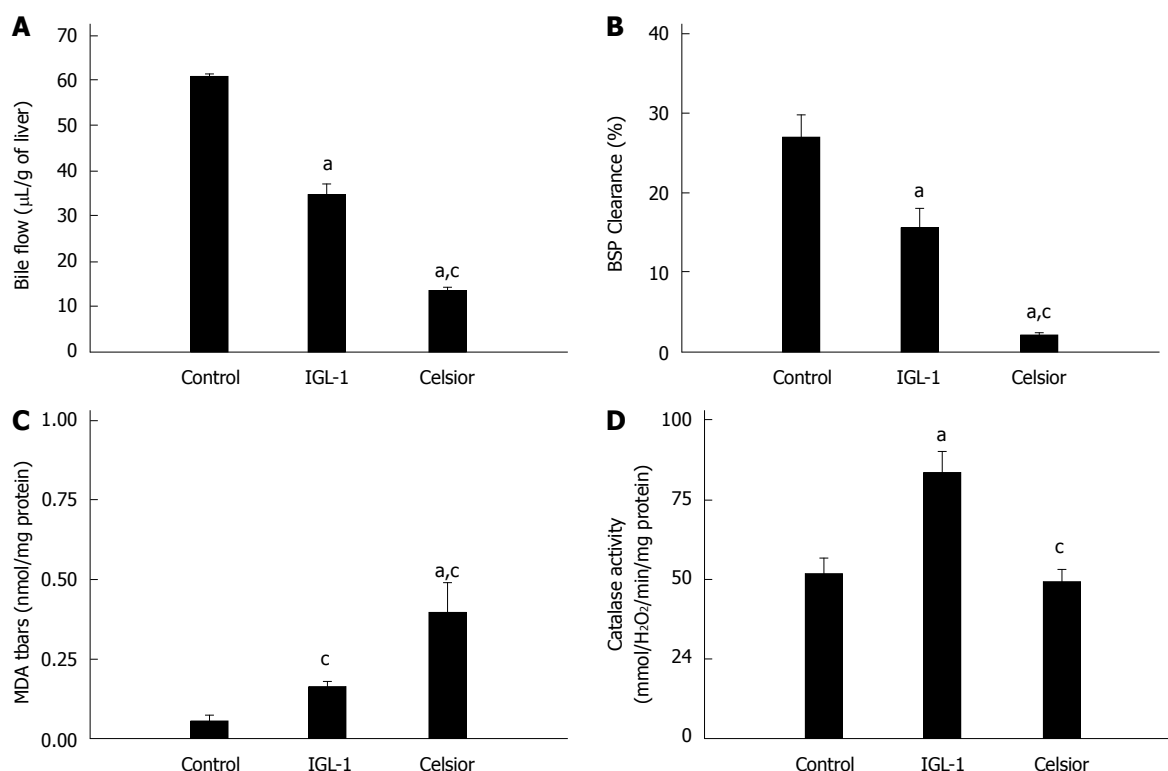 A
70
60
50
40
30
20
10
0
Bile flow (μL/g of liver)
a
a,c
Control IGL-1 Celsior
B
40
30
20
10
0
BSP Clearance (%)
a
a,c
Control IGL-1 Celsior
C
1.00
0.75
0.50
0.25
0.00
MDA tbars (nmol/mg protein)
c
a,c
Control IGL-1 Celsior
D
100
75
50
24
0
Catalase activity
(mmol/H₂O₂/min/mg protein)
a
c
Control IGL-1 Celsior